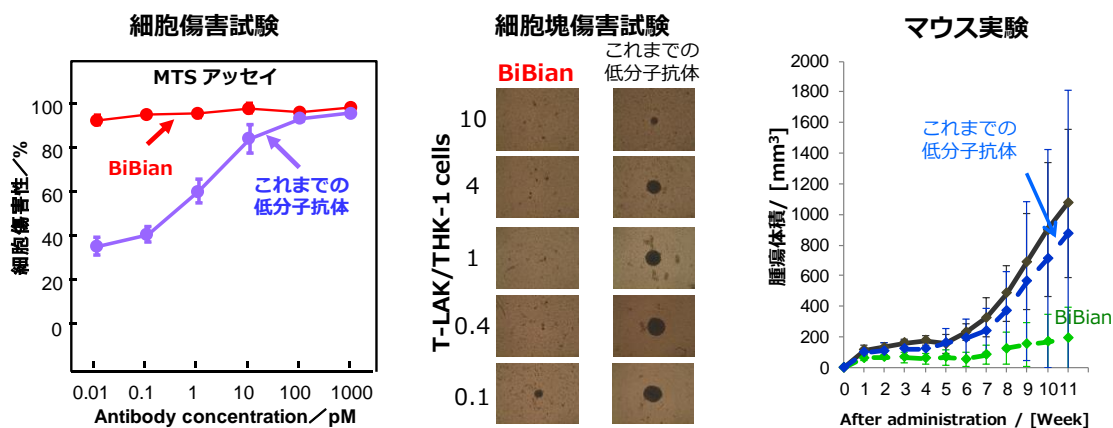 細胞傷害試験
MTS アッセイ
細胞傷害性/%
100
80
60
40
20
0
BiBian
これまでの
低分子抗体
0.01 0.1 1 10 100 1000
Antibody concentration/pM
細胞塊傷害試験
BiBian
これまでの
低分子抗体
T-LAK/THK-1 cells
10
4
1
0.4
0.1
マウス実験
腫瘍体積/ [mm³]
2000
1800
1600
1400
1200
1000
800
600
400
200
0
これまでの
低分子抗体
BiBian
0 1 2 3 4 5 6 7 8 9 10 11
After administration / [Week]